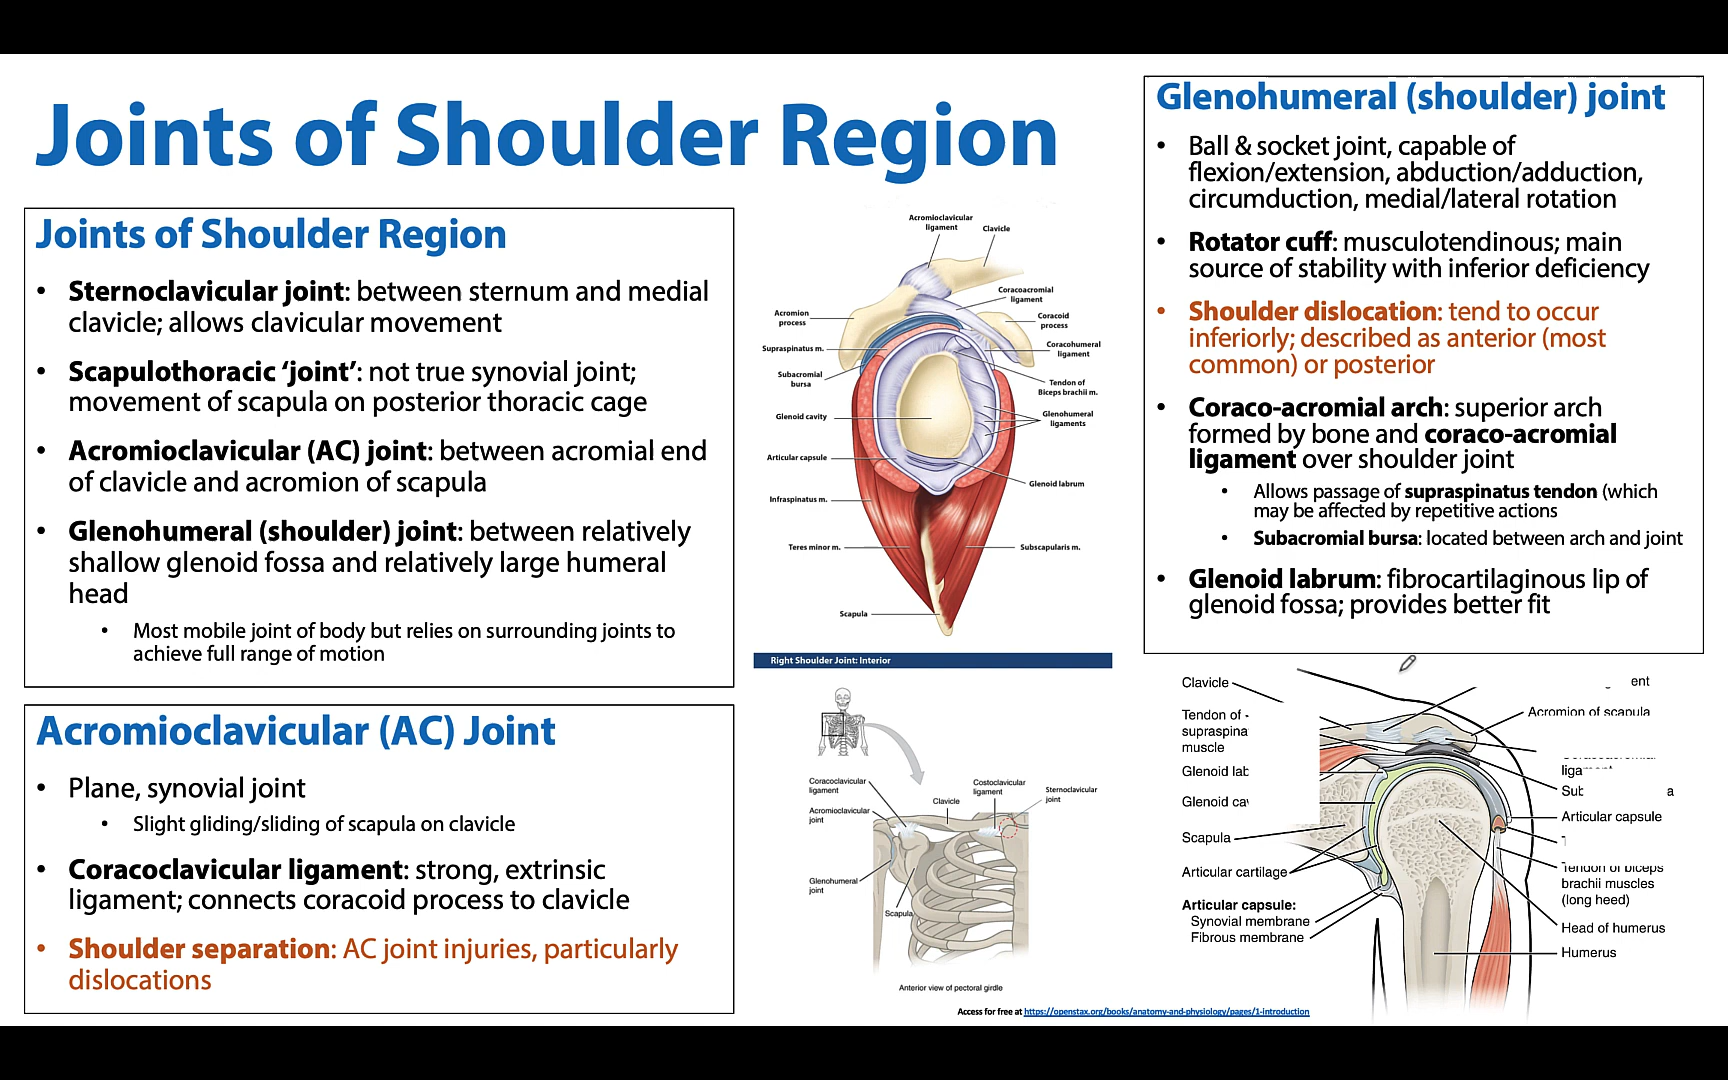 Joints of Shoulder Region
Joints of Shoulder Region
• Sternoclavicular joint: between sternum and medial
clavicle; allows clavicular movement
• Scapulothoracic ‘joint’: not true synovial joint;
movement of scapula on posterior thoracic cage
• Acromioclavicular (AC) joint: between acromial end
of clavicle and acromion of scapula
• Glenohumeral (shoulder) joint: between relatively
shallow glenoid fossa and relatively large humeral
head
• Most mobile joint of body but relies on surrounding joints to
achieve full range of motion
Acromioclavicular (AC) Joint
• Plane, synovial joint
• Slight gliding/sliding of scapula on clavicle
• Coracoclavicular ligament: strong, extrinsic
ligament; connects coracoid process to clavicle
• Shoulder separation: AC joint injuries, particularly
dislocations
Acromioclavicular
ligament
Clavicle
Coracoacromial
ligament
Acromion
process
Coracoid
process
Supraspinatus m.
Coracohumeral
ligament
Subacromial
bursa
Tendon of
Biceps brachii m.
Glenoid cavity
Glenohumeral
ligaments
Articular capsule
Glenoid labrum
Infraspinatus m.
Teres minor m.
Subscapularis m.
Scapula
Right Shoulder Joint: Interior
Coracoclavicular
ligament
Costoclavicular
ligament
Sternoclavicular
joint
Clavicle
Acromioclavicular
joint
Glenohumeral
joint
Scapula
Anterior view of pectoral girdle
Access for free at https://openstax.org/books/anatomy-and-physiology/pages/1-introduction
Glenohumeral (shoulder) joint
• Ball & socket joint, capable of
flexion/extension, abduction/adduction,
circumduction, medial/lateral rotation
• Rotator cuff: musculotendinous; main
source of stability with inferior deficiency
• Shoulder dislocation: tend to occur
inferiorly; described as anterior (most
common) or posterior
• Coraco-acromial arch: superior arch
formed by bone and coraco-acromial
ligament over shoulder joint
• Allows passage of supraspinatus tendon (which
may be affected by repetitive actions
• Subacromial bursa: located between arch and joint
• Glenoid labrum: fibrocartilaginous lip of
glenoid fossa; provides better fit
Clavicle
Tendon of
supraspina
muscle
Glenoid lab
Glenoid cav
Scapula
Articular cartilage
Articular capsule:
Synovial membrane
Fibrous membrane
ent
Acromion of scapula
Sub a
Articular capsule
Tendon of biceps
brachii muscles
(long heed)
Head of humerus
Humerus